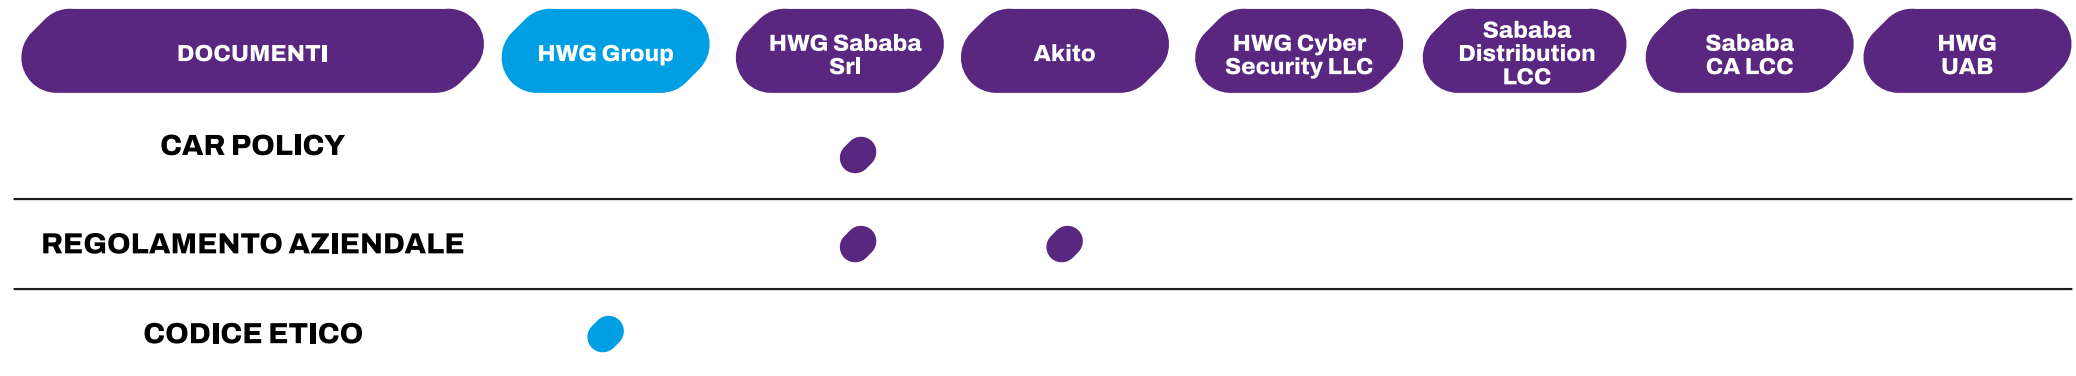 DOCUMENTI
HWG Group
HWG Sababa
Srl
Akito
HWG Cyber
Security LLC
Sababa
Distribution
LCC
Sababa
CA LCC
HWG
UAB
CAR POLICY
REGOLAMENTO AZIENDALE
CODICE ETICO